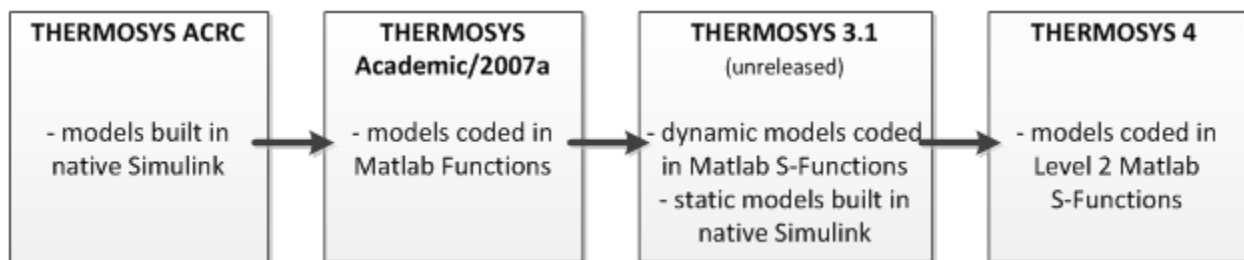 THERMOSYS ACRC
- models built in
native Simulink
THERMOSYS
Academic/2007a
- models coded in
Matlab Functions
THERMOSYS 3.1
(unreleased)
- dynamic models coded
in Matlab S-Functions
- static models built in
native Simulink
THERMOSYS 4
- models coded in
Level 2 Matlab
S-Functions